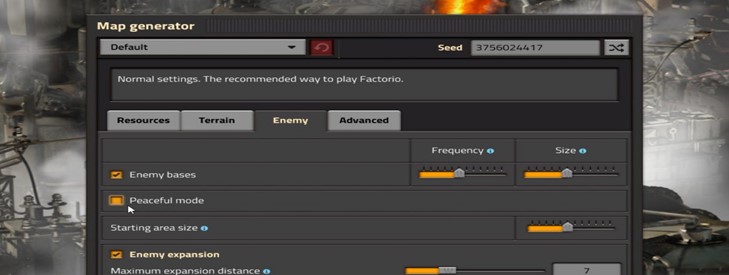 Map generator
Default Seed 3756024417
Normal settings. The recommended way to play Factorio.
Resources Terrain Enemy Advanced
Frequency Size
Enemy bases
Peaceful mode
Starting area size
Enemy expansion
Maximum expansion distance 7